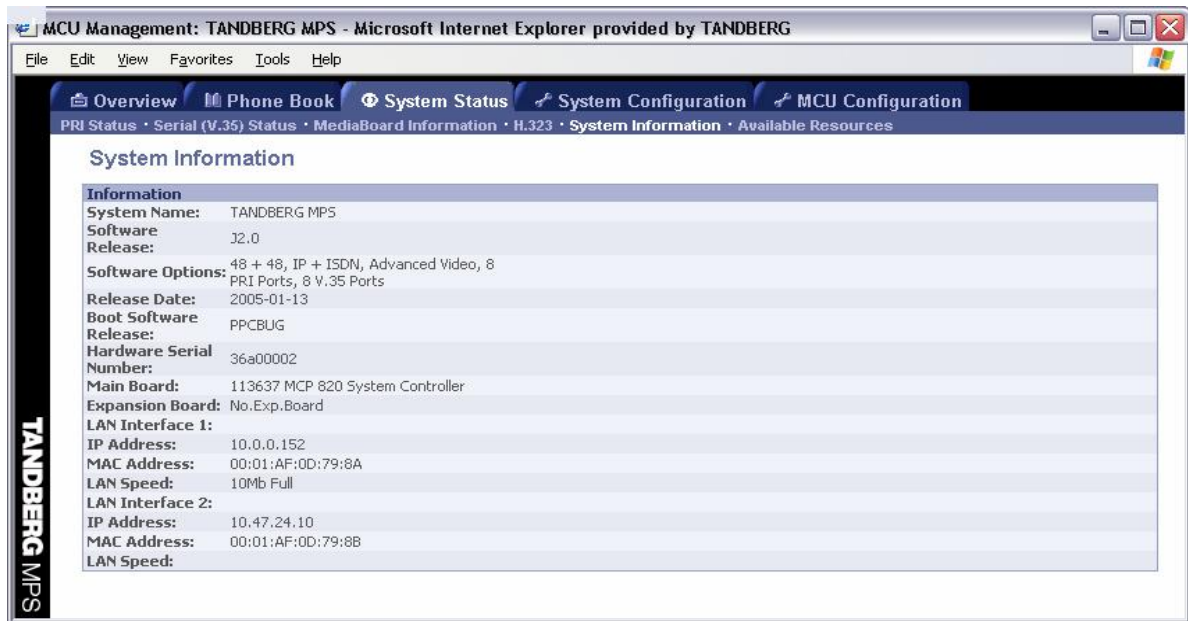 MCU Management: TANDBERG MPS - Microsoft Internet Explorer provided by TANDBERG
File Edit View Favorites Tools Help
Overview Phone Book System Status System Configuration MCU Configuration
PRI Status • Serial (V.35) Status • MediaBoard Information • H.323 • System Information • Available Resources
System Information
Information
System Name: TANDBERG MPS
Software
Release: J2.0
Software Options: 48 + 48, IP + ISDN, Advanced Video, 8
PRI Ports, 8 V.35 Ports
Release Date: 2005-01-13
Boot Software
Release: PPCBUG
Hardware Serial
Number: 36a00002
Main Board: 113637 MCP 820 System Controller
Expansion Board: No.Exp.Board
LAN Interface 1:
IP Address: 10.0.0.152
MAC Address: 00:01:AF:0D:79:8A
LAN Speed: 10Mb Full
LAN Interface 2:
IP Address: 10.47.24.10
MAC Address: 00:01:AF:0D:79:8B
LAN Speed:
TANDBERG MPS